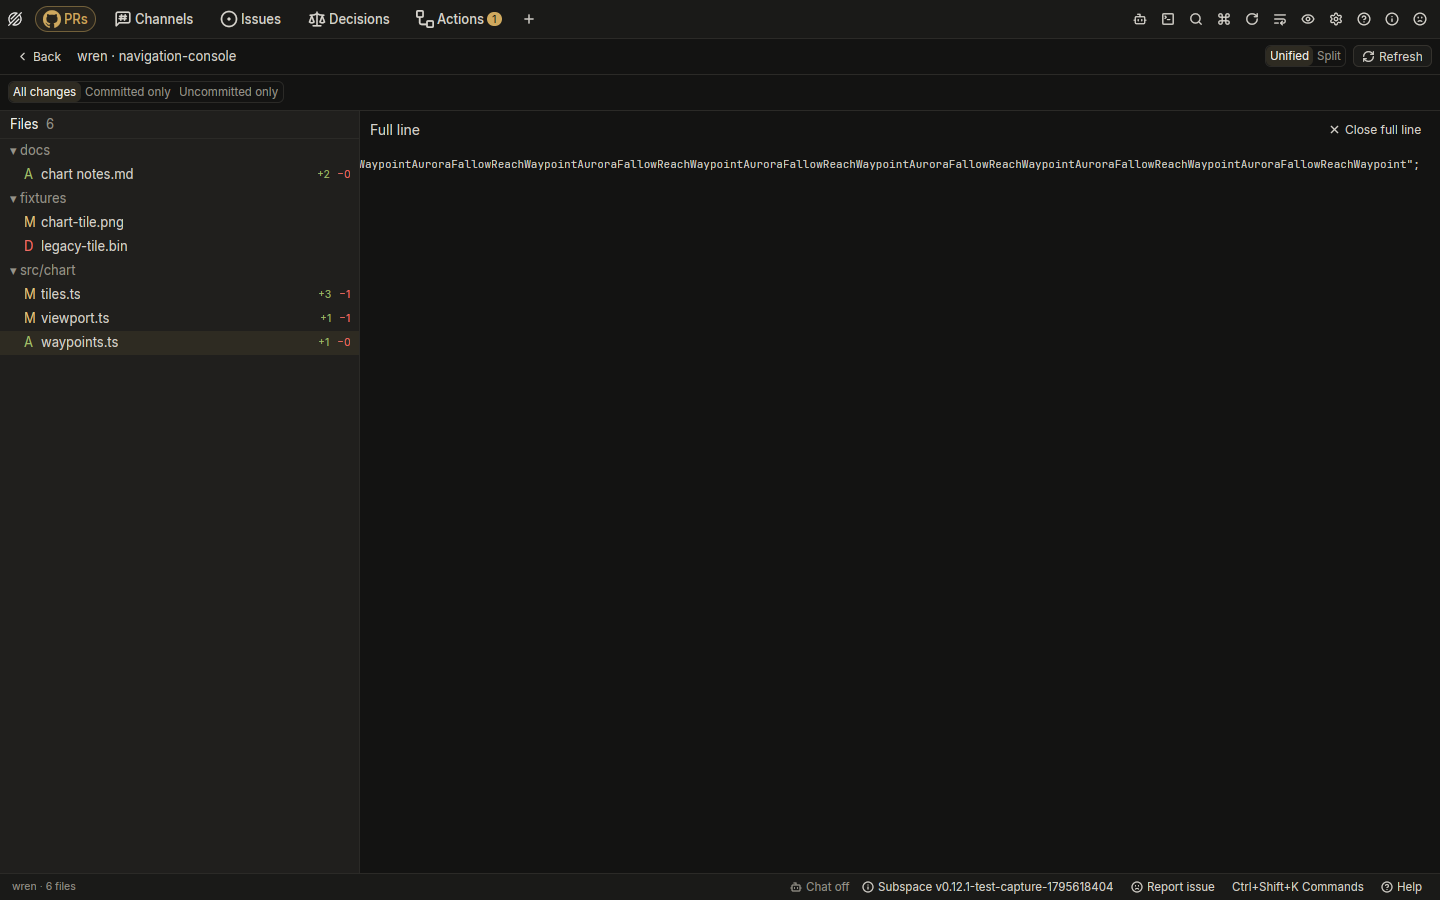 PRs Channels Issues Decisions Actions 1
Back wren · navigation-console Unified Split Refresh
All changes Committed only Uncommitted only
Files 6
Full line Close full line
docs
A chart notes.md +2 −0
fixtures
M chart-tile.png
D legacy-tile.bin
src/chart
M tiles.ts +3 −1
M viewport.ts +1 −1
A waypoints.ts +1 −0
WaypointAuroraFallowReachWaypointAuroraFallowReachWaypointAuroraFallowReachWaypointAuroraFallowReachWaypointAuroraFallowReachWaypointAuroraFallowReachWaypoint";
wren · 6 files Chat off Subspace v0.12.1-test-capture-1795618404 Report issue Ctrl+Shift+K Commands Help